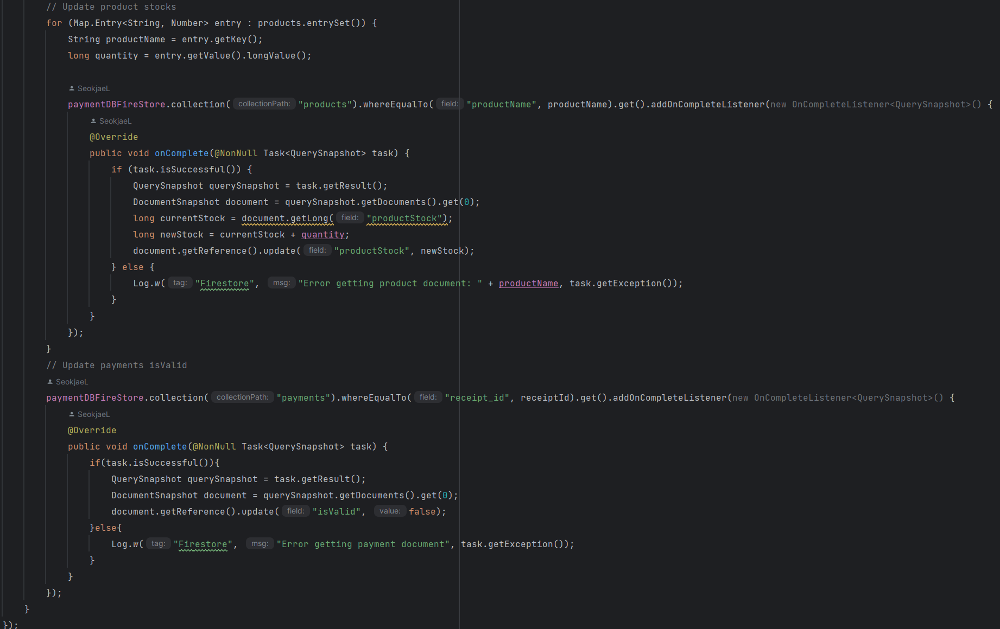 // Update product stocks
for (Map.Entry<String, Number> entry : products.entrySet()) {
String productName = entry.getKey();
long quantity = entry.getValue().longValue();
SeokjaeL
paymentDBFireStore.collection( collectionPath: "products").whereEqualTo( field: "productName", productName).get().addOnCompleteListener(new OnCompleteListener<QuerySnapshot>() {
SeokjaeL
@Override
public void onComplete(@NonNull Task<QuerySnapshot> task) {
if (task.isSuccessful()) {
QuerySnapshot querySnapshot = task.getResult();
DocumentSnapshot document = querySnapshot.getDocuments().get(0);
long currentStock = document.getLong( field: "productStock");
long newStock = currentStock + quantity;
document.getReference().update( field: "productStock", newStock);
} else {
Log.w( tag: "Firestore", msg: "Error getting product document: " + productName, task.getException());
}
}
});
}
// Update payments isValid
SeokjaeL
paymentDBFireStore.collection( collectionPath: "payments").whereEqualTo( field: "receipt_id", receiptId).get().addOnCompleteListener(new OnCompleteListener<QuerySnapshot>() {
SeokjaeL
@Override
public void onComplete(@NonNull Task<QuerySnapshot> task) {
if(task.isSuccessful()){
QuerySnapshot querySnapshot = task.getResult();
DocumentSnapshot document = querySnapshot.getDocuments().get(0);
document.getReference().update( field: "isValid", value: false);
}else{
Log.w( tag: "Firestore", msg: "Error getting payment document", task.getException());
}
}
});
}
});